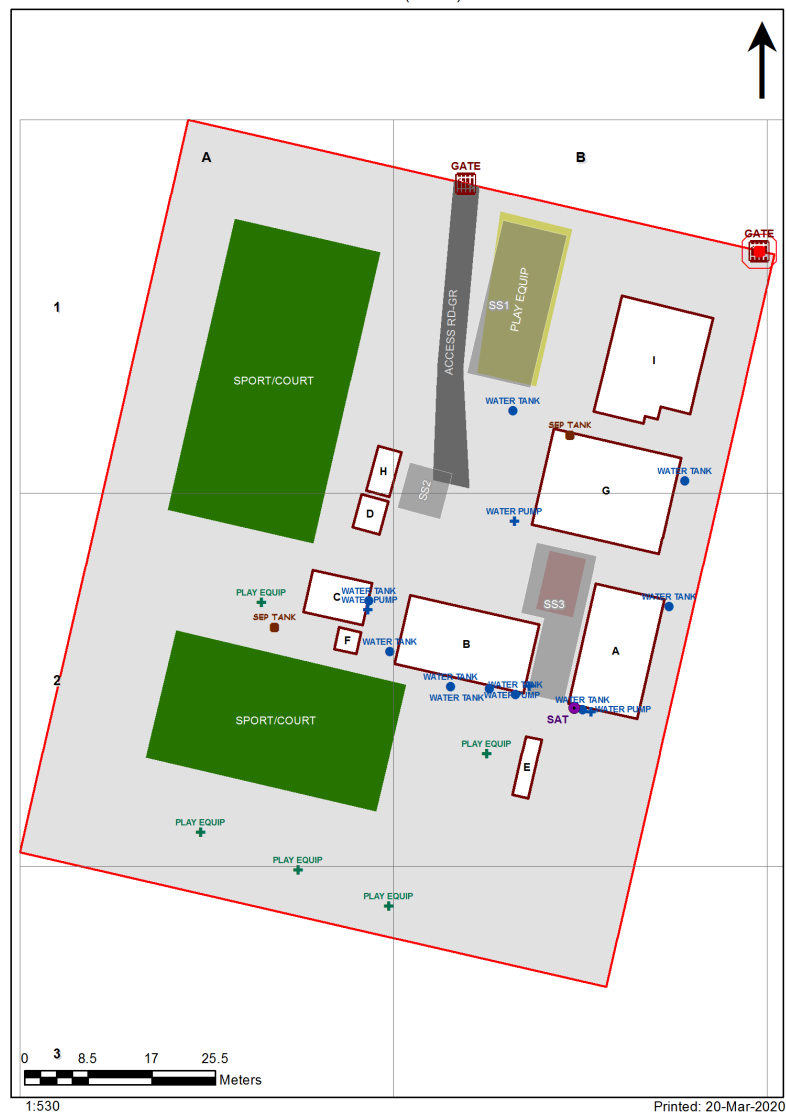 A
B
GATE
GATE
1
PLAY EQUIP
SS1
ACCESS RD-GR
I
SPORT/COURT
WATER TANK
SEP TANK
H
WATER TANK
G
SS2
D
WATER PUMP
PLAY EQUIP
C
WATER TANK
WATER PUMP
SS3
WATER TANK
SEP TANK
F
WATER TANK
B
A
2
WATER TANK
WATER TANK
WATER TANK
WATER PUMP
WATER TANK
WATER PUMP
SAT
SPORT/COURT
PLAY EQUIP
E
PLAY EQUIP
PLAY EQUIP
PLAY EQUIP
3
0 8.5 17 25.5
Meters
1:530
Printed: 20-Mar-2020